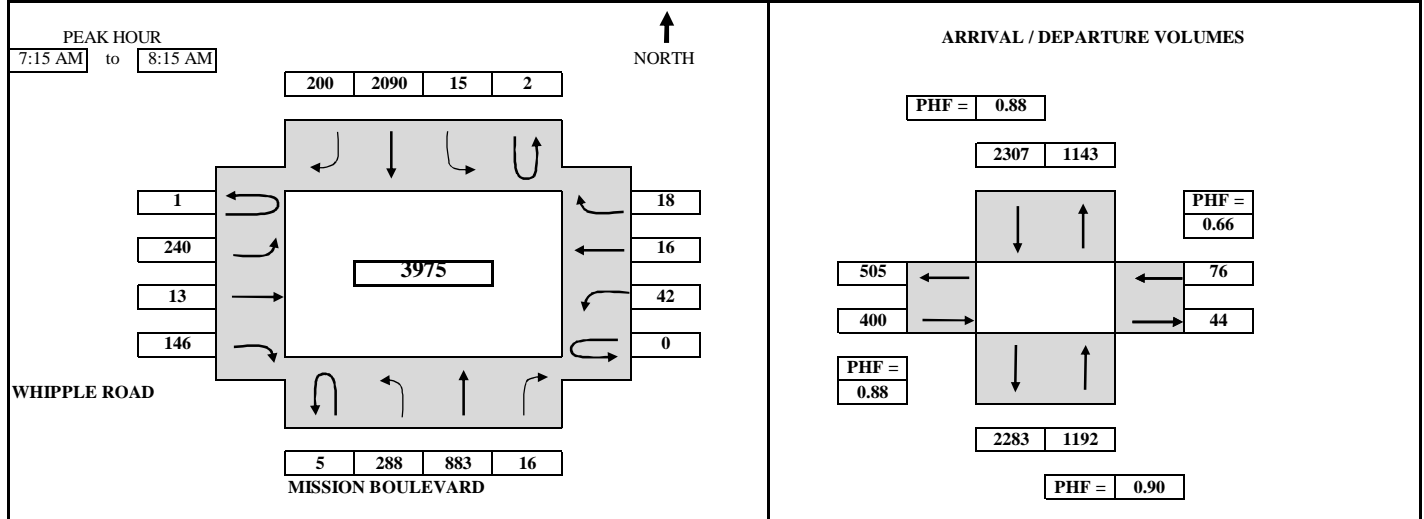 PEAK HOUR
7:15 AM to 8:15 AM
NORTH
200 2090 15 2
1
240
13
146
3975
18
16
42
0
WHIPPLE ROAD
5 288 883 16
MISSION BOULEVARD
ARRIVAL / DEPARTURE VOLUMES
PHF = 0.88
2307 1143
PHF =
0.66
505
400
76
44
PHF =
0.88
2283 1192
PHF = 0.90